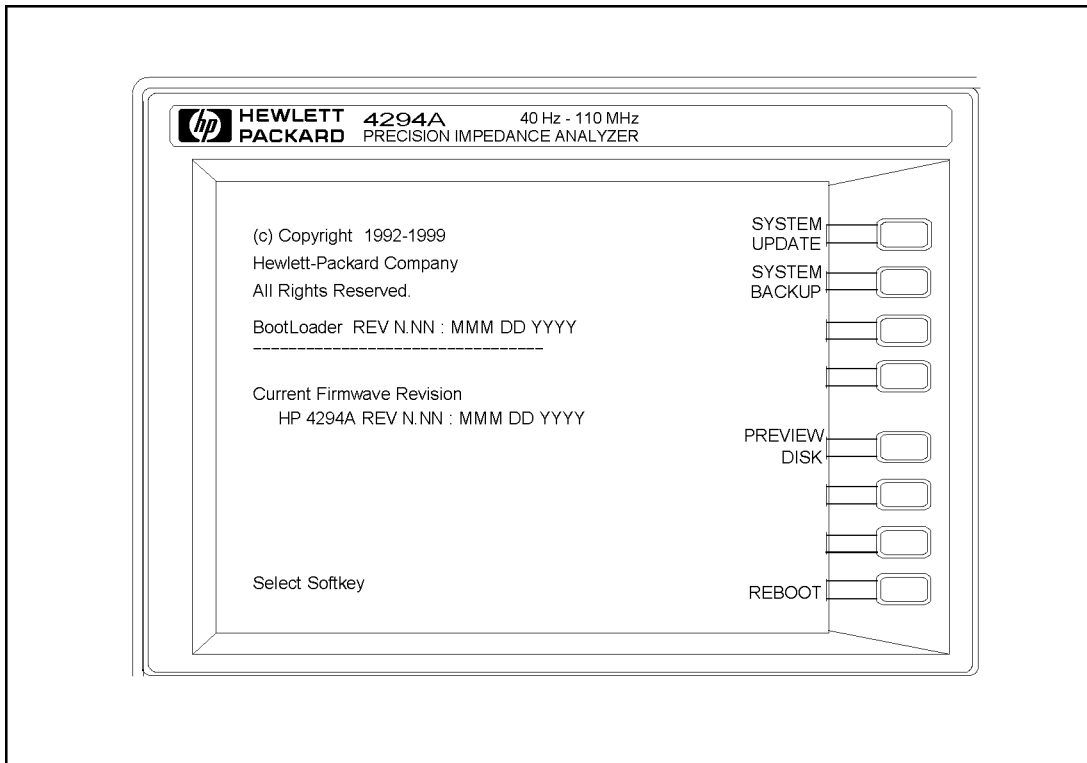 hp HEWLETT PACKARD
4294A 40 Hz - 110 MHz
PRECISION IMPEDANCE ANALYZER
(c) Copyright 1992-1999
Hewlett-Packard Company
All Rights Reserved.
BootLoader REV N.NN : MMM DD YYYY
----------------------------------
Current Firmwave Revision
HP 4294A REV N.NN : MMM DD YYYY
Select Softkey
SYSTEM
UPDATE
SYSTEM
BACKUP
PREVIEW
DISK
REBOOT